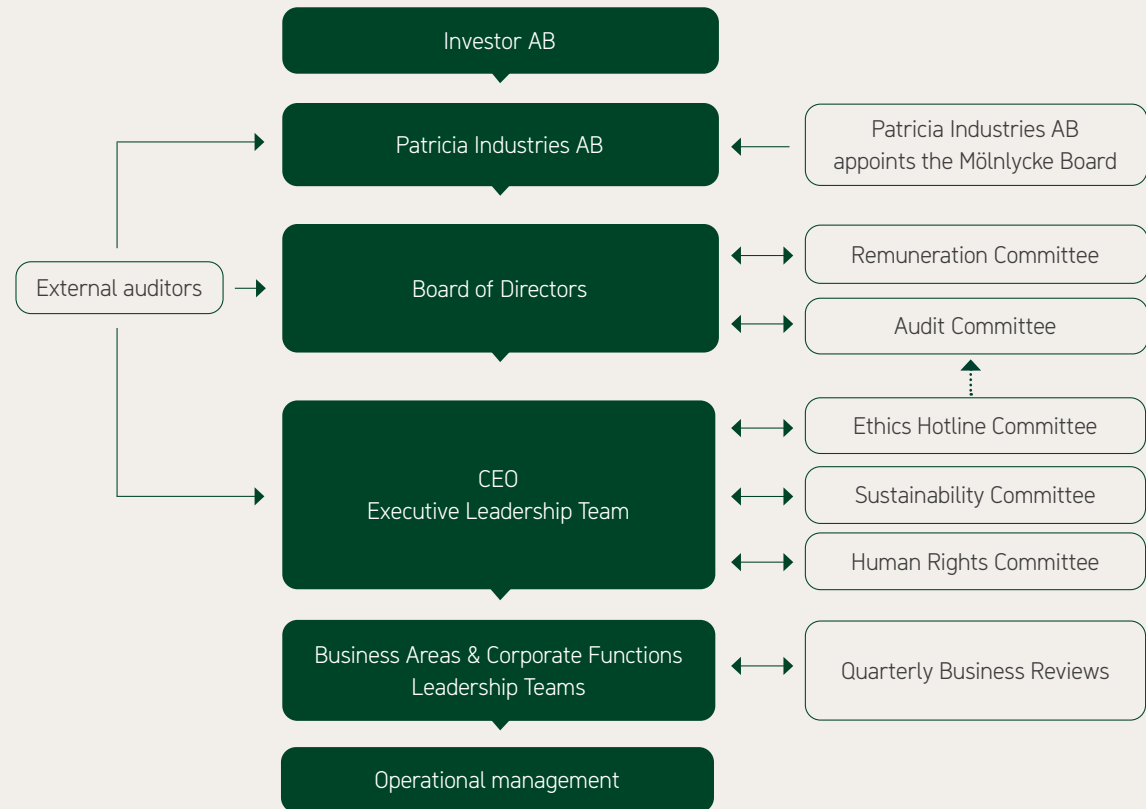 Investor AB
Patricia Industries AB
Patricia Industries AB
appoints the Mölnlycke Board
External auditors
Board of Directors
Remuneration Committee
Audit Committee
CEO
Executive Leadership Team
Ethics Hotline Committee
Sustainability Committee
Human Rights Committee
Business Areas & Corporate Functions
Leadership Teams
Quarterly Business Reviews
Operational management